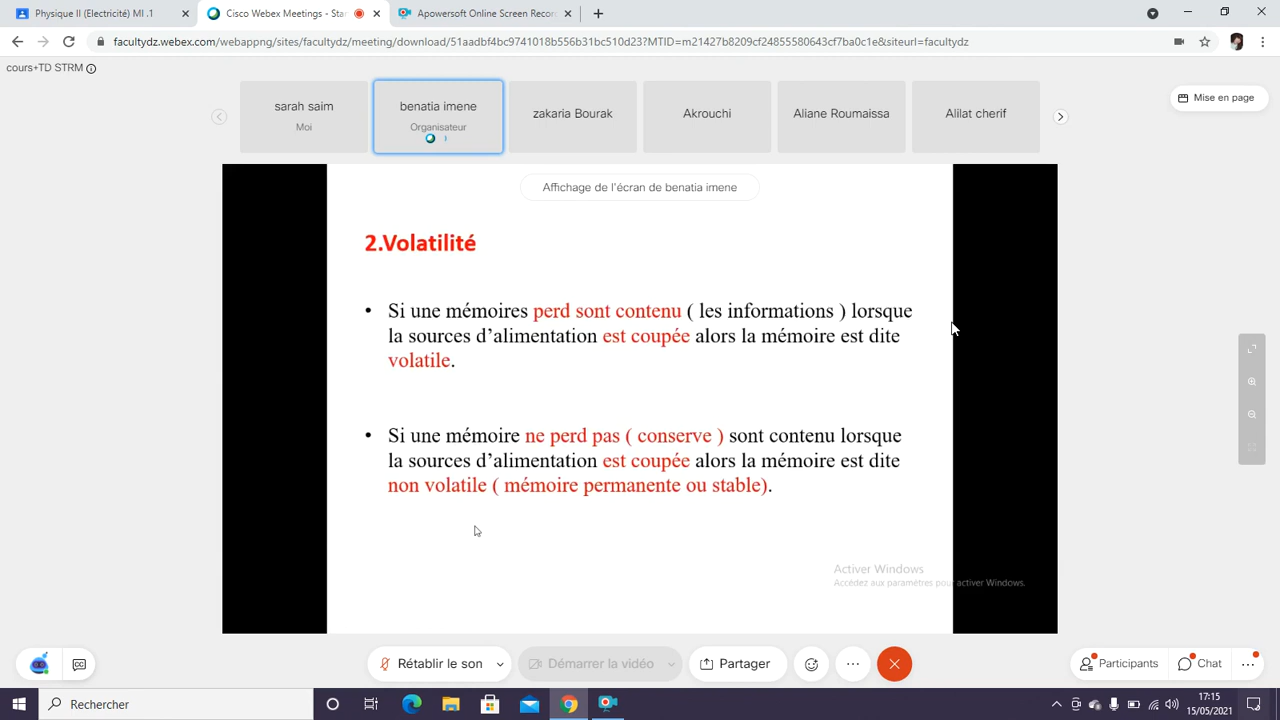 Physique II (Electricité) MI .1
Cisco Webex Meetings - Star
Apowersoft Online Screen Recor
facultydz.webex.com/webappng/sites/facultydz/meeting/download/51aadbf4bc9741018b556b31bc510d23?MTID=m21427b8209cf24855580643cf7ba0c1e&siteurl=facultydz
cours+TD STRM
sarah saim
Moi
benatia imene
Organisateur
zakaria Bourak
Akrouchi
Aliane Roumaissa
Alilat cherif
Mise en page
Affichage de l'écran de benatia imene
2.Volatilité
• Si une mémoires perd sont contenu ( les informations ) lorsque
la sources d’alimentation est coupée alors la mémoire est dite
volatile.
• Si une mémoire ne perd pas ( conserve ) sont contenu lorsque
la sources d’alimentation est coupée alors la mémoire est dite
non volatile ( mémoire permanente ou stable).
Activer Windows
Accédez aux paramètres pour activer Windows.
Rétablir le son
Démarrer la vidéo
Partager
Participants
Chat
Rechercher
17:15
15/05/2021